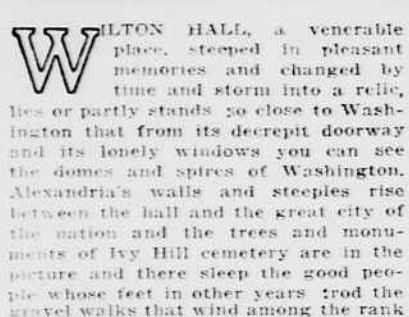 WILTON HALL, a venerable
place, steeped in pleasant
memories and changed by
time and storm into a relic,
lies or partly stands so close to Wash-
ington that from its decrepit doorway
and its lonely windows you can see
the domes and spires of Washington.
Alexandria's walls and steeples rise
between the hall and the great city of
the nation and the trees and monu-
ments of Ivy Hill cemetery are in the
picture and there sleep the good peo-
ple whose feet in other years trod the
gravel walks that wind among the rank